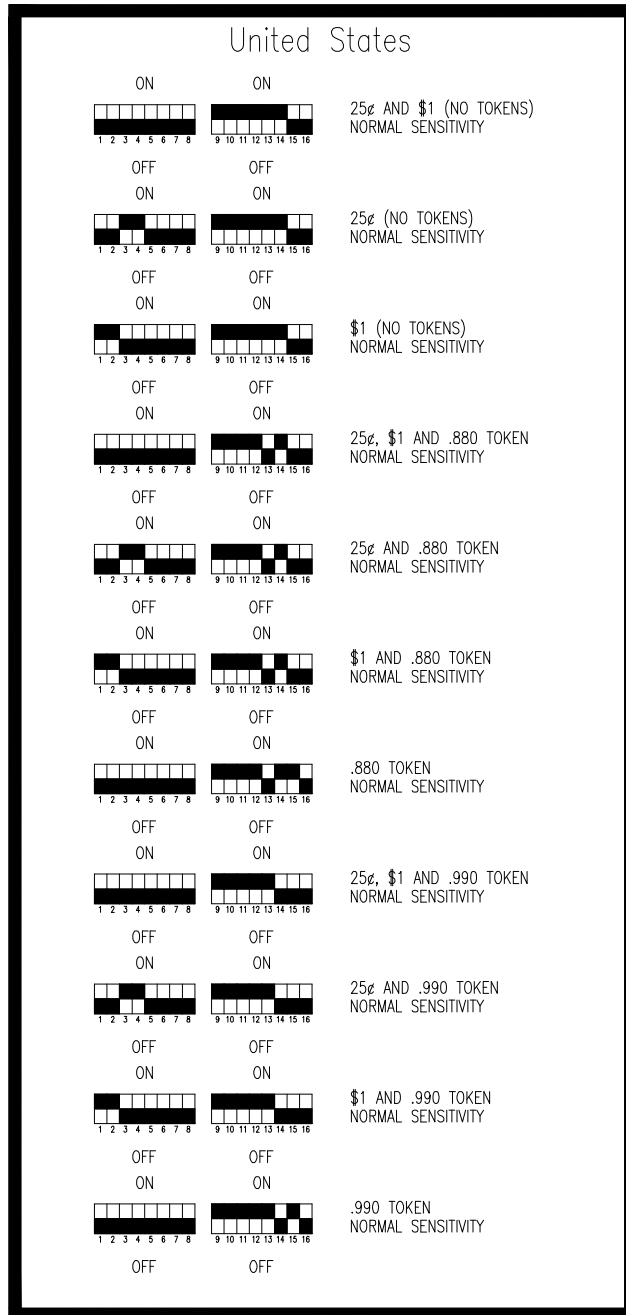 United States
ON ON
25¢ AND $1 (NO TOKENS)
NORMAL SENSITIVITY
1 2 3 4 5 6 7 8 9 10 11 12 13 14 15 16
OFF OFF
ON ON
25¢ (NO TOKENS)
NORMAL SENSITIVITY
1 2 3 4 5 6 7 8 9 10 11 12 13 14 15 16
OFF OFF
ON ON
$1 (NO TOKENS)
NORMAL SENSITIVITY
1 2 3 4 5 6 7 8 9 10 11 12 13 14 15 16
OFF OFF
ON ON
25¢, $1 AND .880 TOKEN
NORMAL SENSITIVITY
1 2 3 4 5 6 7 8 9 10 11 12 13 14 15 16
OFF OFF
ON ON
25¢ AND .880 TOKEN
NORMAL SENSITIVITY
1 2 3 4 5 6 7 8 9 10 11 12 13 14 15 16
OFF OFF
ON ON
$1 AND .880 TOKEN
NORMAL SENSITIVITY
1 2 3 4 5 6 7 8 9 10 11 12 13 14 15 16
OFF OFF
ON ON
.880 TOKEN
NORMAL SENSITIVITY
1 2 3 4 5 6 7 8 9 10 11 12 13 14 15 16
OFF OFF
ON ON
25¢, $1 AND .990 TOKEN
NORMAL SENSITIVITY
1 2 3 4 5 6 7 8 9 10 11 12 13 14 15 16
OFF OFF
ON ON
25¢ AND .990 TOKEN
NORMAL SENSITIVITY
1 2 3 4 5 6 7 8 9 10 11 12 13 14 15 16
OFF OFF
ON ON
$1 AND .990 TOKEN
NORMAL SENSITIVITY
1 2 3 4 5 6 7 8 9 10 11 12 13 14 15 16
OFF OFF
ON ON
.990 TOKEN
NORMAL SENSITIVITY
1 2 3 4 5 6 7 8 9 10 11 12 13 14 15 16
OFF OFF